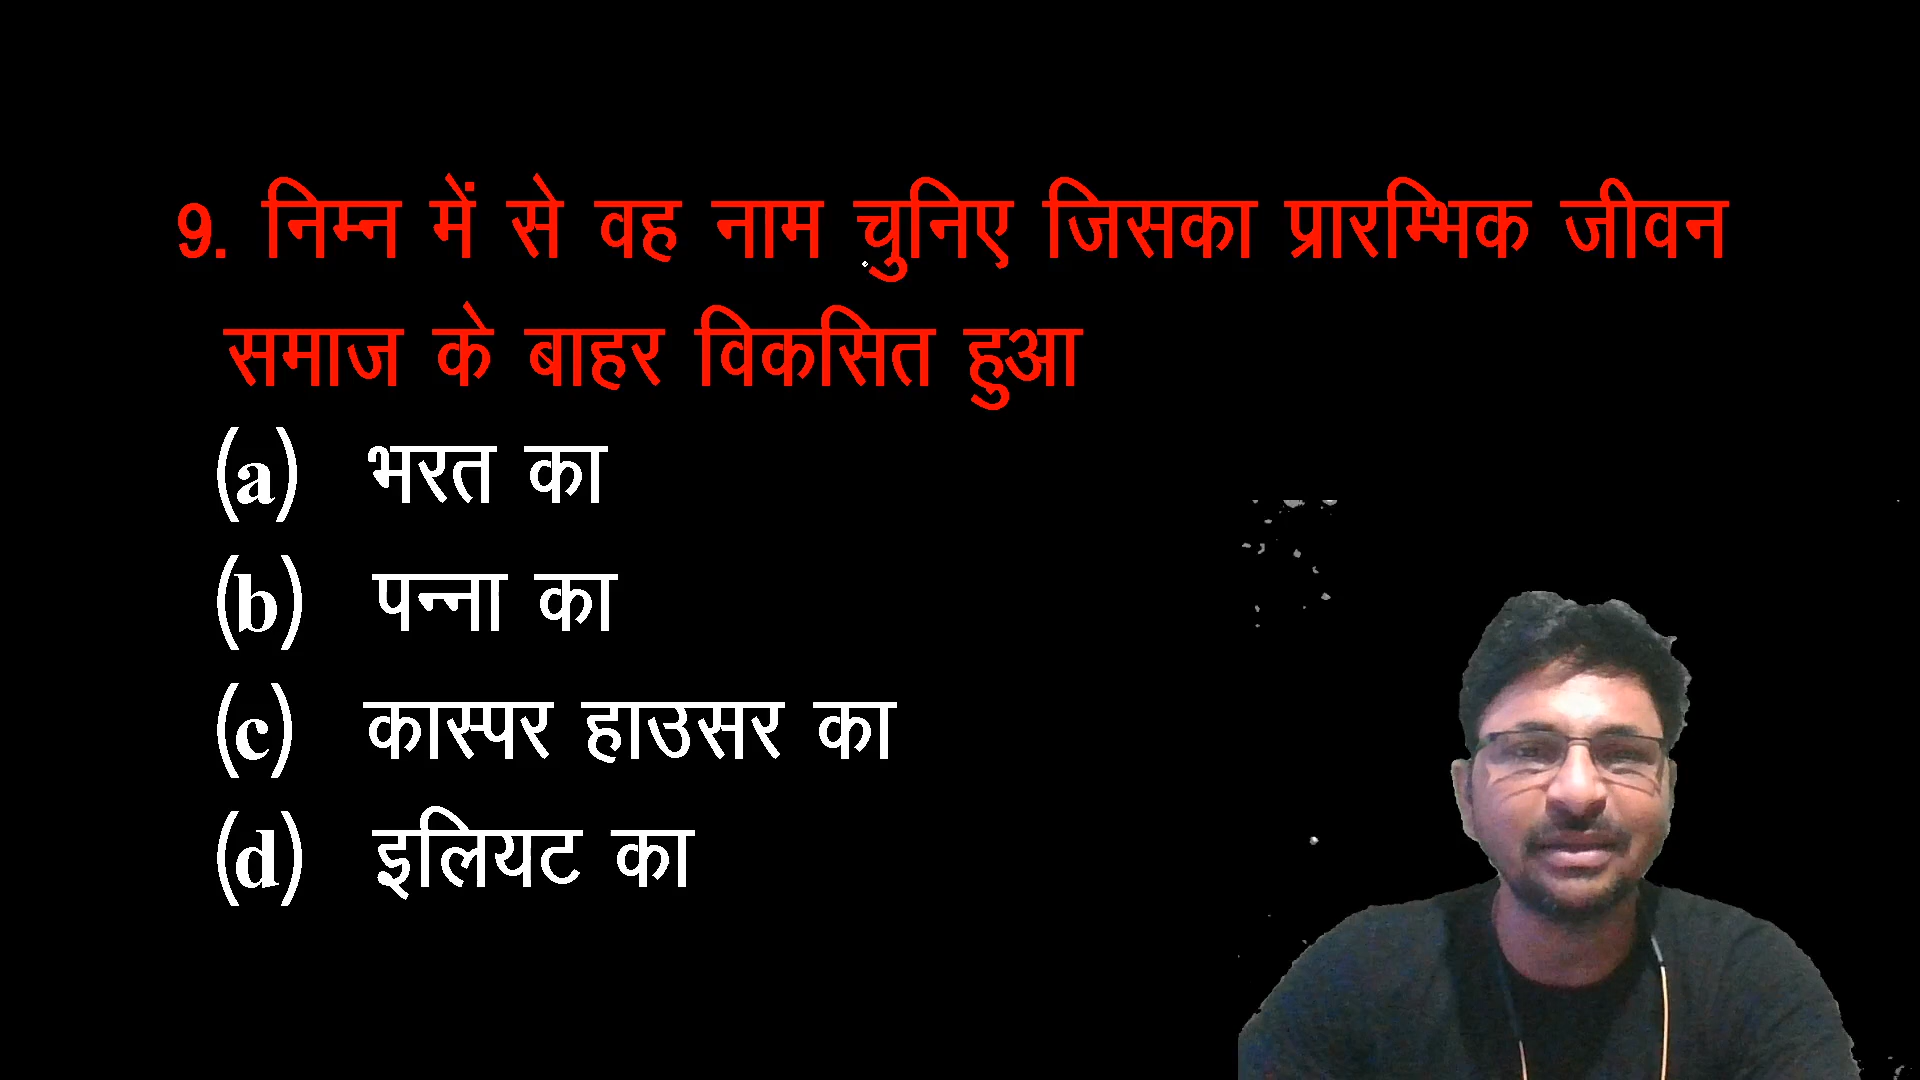 9. निम्न में से वह नाम चुनिए जिसका प्रारम्भिक जीवन
समाज के बाहर विकसित हुआ
(a) भरत का
(b) पन्ना का
(c) कास्पर हाउसर का
(d) इलियट का